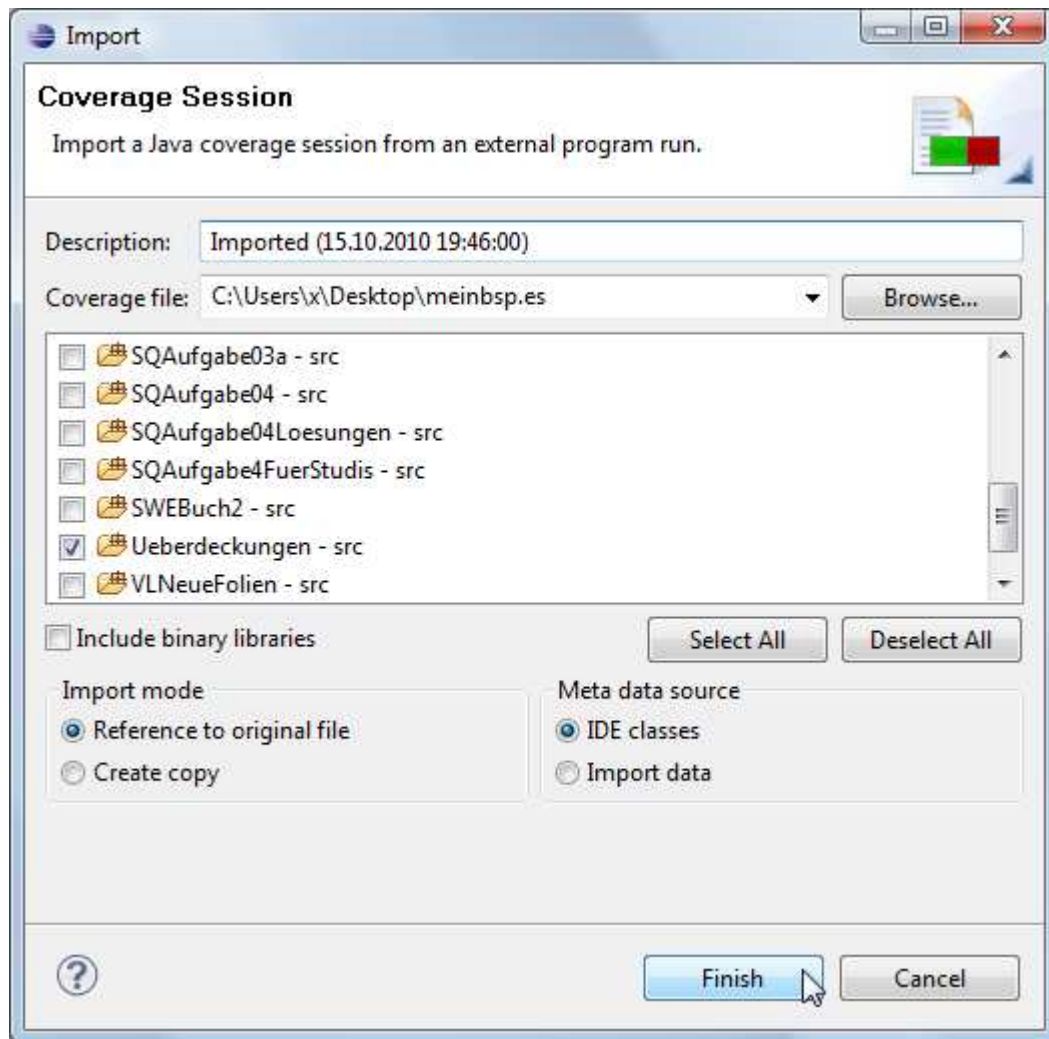 Import
Coverage Session
Import a Java coverage session from an external program run.
Description: Imported (15.10.2010 19:46:00)
Coverage file: C:\Users\x\Desktop\meinbsp.es Browse...
SQAufgabe03a - src
SQAufgabe04 - src
SQAufgabe04Loesungen - src
SQAufgabe4FuerStudis - src
SWEBuch2 - src
Ueberdeckungen - src
VLNeueFolien - src
Include binary libraries Select All Deselect All
Import mode Meta data source
Reference to original file IDE classes
Create copy Import data
? Finish Cancel